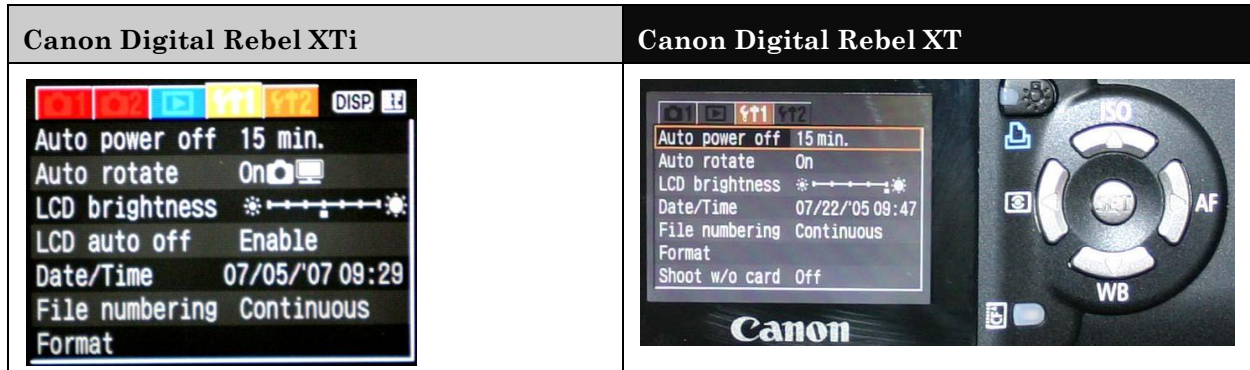 Canon Digital Rebel XTi
DISP.
Auto power off 15 min.
Auto rotate On
LCD brightness
LCD auto off Enable
Date/Time 07/05/'07 09:29
File numbering Continuous
Format
Canon Digital Rebel XT
1 2
Auto power off 15 min.
Auto rotate On
LCD brightness
Date/Time 07/22/'05 09:47
File numbering Continuous
Format
Shoot w/o card Off
Canon
ISO
AF
SET
WB